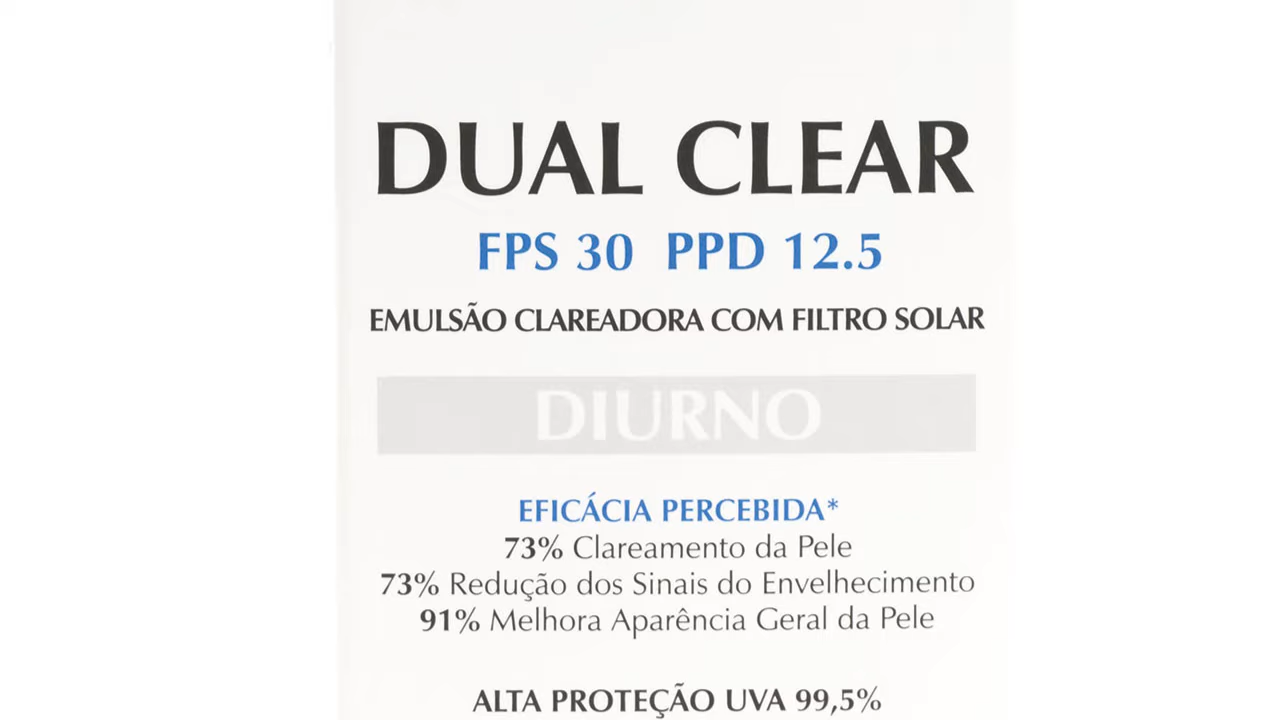 DUAL CLEAR
FPS 30 PPD 12.5
EMULSÃO CLAREADORA COM FILTRO SOLAR
DIURNO
EFICÁCIA PERCEBIDA*
73% Clareamento da Pele
73% Redução dos Sinais do Envelhecimento
91% Melhora Aparência Geral da Pele
ALTA PROTEÇÃO UVA 99,5%